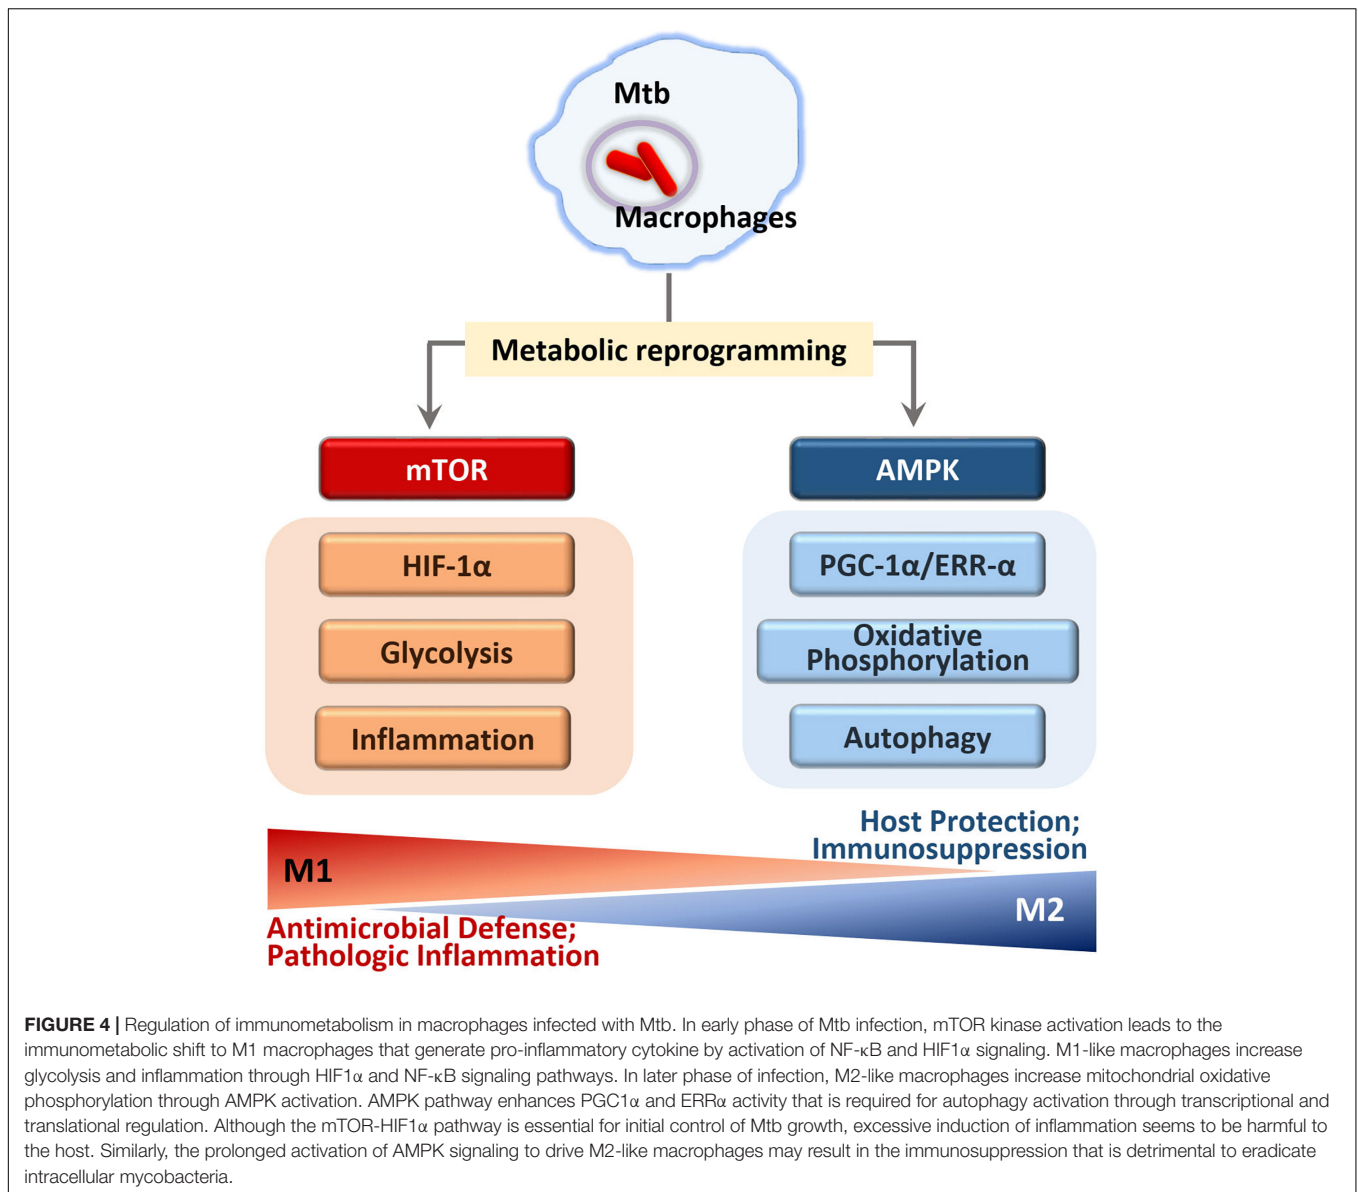 Mtb
Macrophages
Metabolic reprogramming
mTOR
HIF-1α
Glycolysis
Inflammation
AMPK
PGC-1α/ERR-α
Oxidative
Phosphorylation
Autophagy
Host Protection;
Immunosuppression
M1
M2
Antimicrobial Defense;
Pathologic Inflammation
FIGURE 4 | Regulation of immunometabolism in macrophages infected with Mtb. In early phase of Mtb infection, mTOR kinase activation leads to the
immunometabolic shift to M1 macrophages that generate pro-inflammatory cytokine by activation of NF-κB and HIF1α signaling. M1-like macrophages increase
glycolysis and inflammation through HIF1α and NF-κB signaling pathways. In later phase of infection, M2-like macrophages increase mitochondrial oxidative
phosphorylation through AMPK activation. AMPK pathway enhances PGC1α and ERRα activity that is required for autophagy activation through transcriptional and
translational regulation. Although the mTOR-HIF1α pathway is essential for initial control of Mtb growth, excessive induction of inflammation seems to be harmful to
the host. Similarly, the prolonged activation of AMPK signaling to drive M2-like macrophages may result in the immunosuppression that is detrimental to eradicate
intracellular mycobacteria.